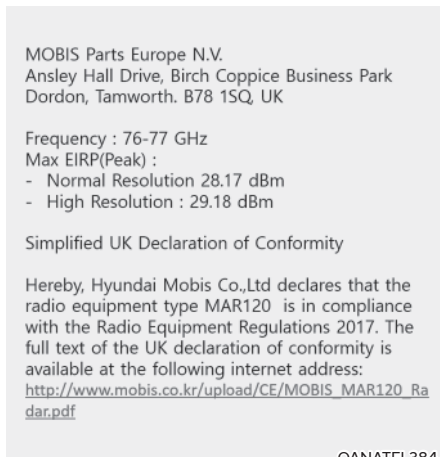 MOBIS Parts Europe N.V.
Ansley Hall Drive, Birch Coppice Business Park
Dordon, Tamworth. B78 1SQ, UK
Frequency : 76-77 GHz
Max EIRP(Peak) :
- Normal Resolution 28.17 dBm
- High Resolution : 29.18 dBm
Simplified UK Declaration of Conformity
Hereby, Hyundai Mobis Co.,Ltd declares that the
radio equipment type MAR120 is in compliance
with the Radio Equipment Regulations 2017. The
full text of the UK declaration of conformity is
available at the following internet address:
http://www.mobis.co.kr/upload/CE/MOBIS_MAR120_Ra
dar.pdf